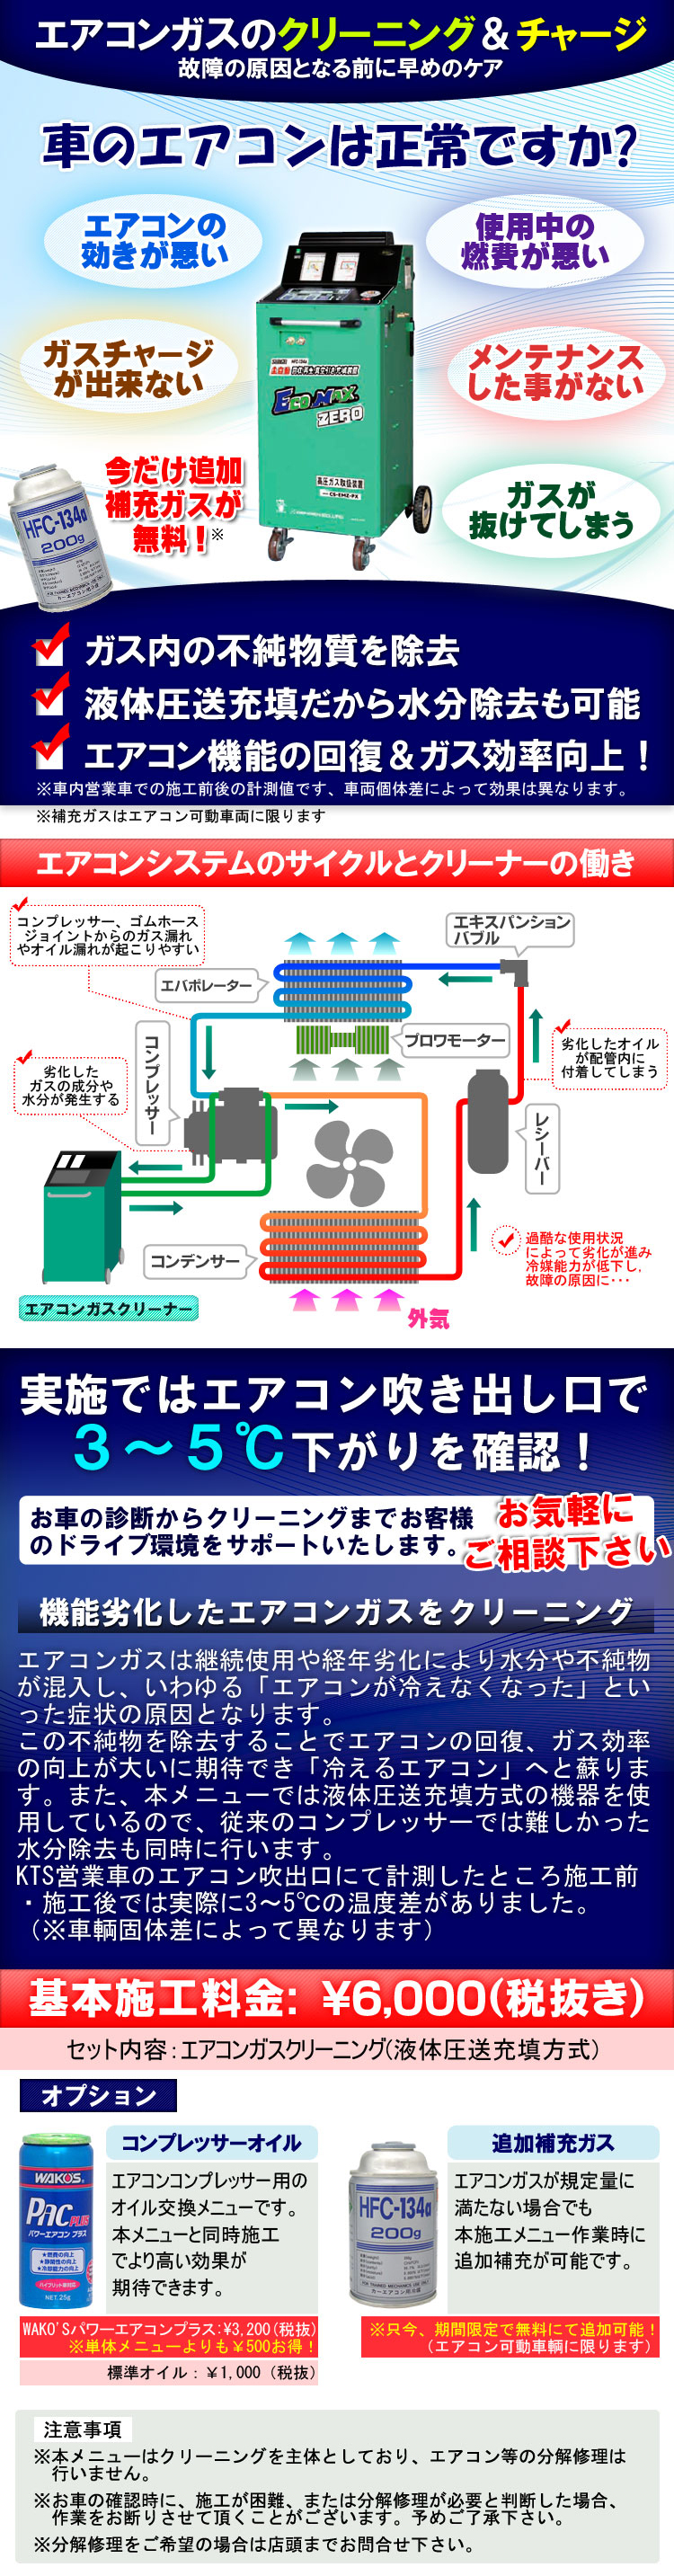 エアコンガスのクリーニング&チャージ
故障の原因となる前に早めのケア
車のエアコンは正常ですか?
エアコンの
効きが悪い
使用中の
燃費が悪い
ガスチャージ
が出来ない
メンテナンス
した事がない
ECO MAX
ZERO
高圧ガス取扱装置
CS-EMZ-PX
今だけ追加
補充ガスが
無料!※
HFC-134a
200g
ガスが
抜けてしまう
ガス内の不純物質を除去
液体圧送充填だから水分除去も可能
エアコン機能の回復&ガス効率向上!
※車内営業車での施工前後の計測値です、車両個体差によって効果は異なります。
※補充ガスはエアコン可動車両に限ります
エアコンシステムのサイクルとクリーナーの働き
コンプレッサー、ゴムホース
ジョイントからのガス漏れ
やオイル漏れが起こりやすい
エキスパンション
バブル
エバポレーター
ブロワモーター
コンプレッサー
劣化したオイル
が配管内に
付着してしまう
劣化した
ガスの成分や
水分が発生する
レシーバー
コンデンサー
過酷な使用状況
によって劣化が進み
冷媒能力が低下し,
故障の原因に・・・
エアコンガスクリーナー
外気
実施ではエアコン吹き出し口で
3~5℃下がりを確認!
お車の診断からクリーニングまでお客様
のドライブ環境をサポートいたします。
お気軽に
ご相談下さい
機能劣化したエアコンガスをクリーニング
エアコンガスは継続使用や経年劣化により水分や不純物
が混入し、いわゆる「エアコンが冷えなくなった」とい
った症状の原因となります。
この不純物を除去することでエアコンの回復、ガス効率
の向上が大いに期待でき「冷えるエアコン」へと蘇りま
す。また、本メニューでは液体圧送充填方式の機器を使
用しているので、従来のコンプレッサーでは難しかった
水分除去も同時に行います。
KTS営業車のエアコン吹出口にて計測したところ施工前
・施工後では実際に3~5℃の温度差がありました。
(※車輌固体差によって異なります)
基本施工料金: ¥6,000(税抜き)
セット内容:エアコンガスクリーニング(液体圧送充填方式)
オプション
コンプレッサーオイル
エアコンコンプレッサー用の
オイル交換メニューです。
本メニューと同時施工
でより高い効果が
期待できます。
WAKO'S
PAC PLUS
パワーエアコン プラス
★燃費の向上
★静粛性の向上
★冷却能力の向上
ハイブリッド車対応
NET.25g
WAKO'Sパワーエアコンプラス:¥3,200(税抜)
※単体メニューよりも¥500お得!
標準オイル:¥1,000(税抜)
追加補充ガス
HFC-134a
200g
エアコンガスが規定量に
満たない場合でも
本施工メニュー作業時に
追加補充が可能です。
※只今、期間限定で無料にて追加可能!
(エアコン可動車輌に限ります)
注意事項
※本メニューはクリーニングを主体としており、エアコン等の分解修理は
行いません。
※お車の確認時に、施工が困難、または分解修理が必要と判断した場合、
作業をお断りさせて頂くことがございます。予めご了承下さい。
※分解修理をご希望の場合は店頭までお問合せ下さい。